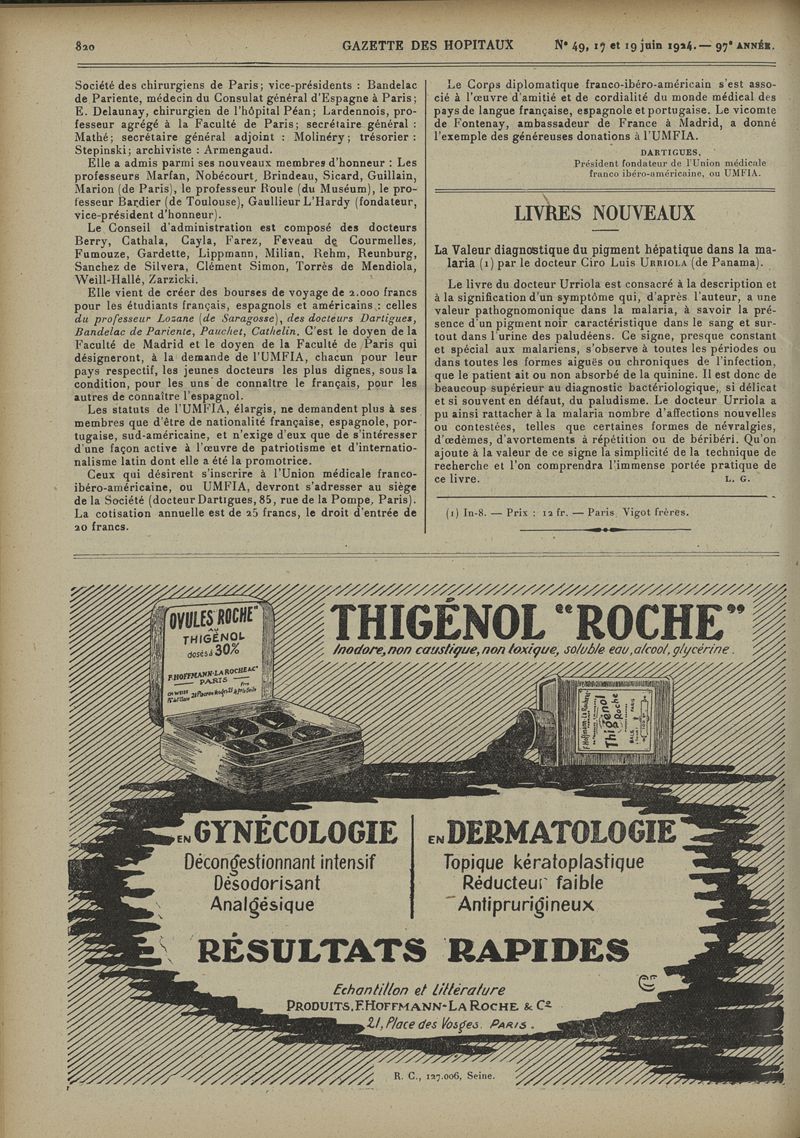 820
GAZETTE DES HOPITAUX
N° 49, 17 et 19 juin 1924. — 97e ANNÉE.
Société des chirurgiens de Paris; vice-présidents : Bandelac
de Pariente, médecin du Consulat général d'Espagne à Paris;
E. Delaunay, chirurgien de l'hôpital Péan; Lardennois, pro-
fesseur agrégé à la Faculté de Paris; secrétaire général :
Mathé; secrétaire général adjoint : Molinéry; trésorier :
Stepinski; archiviste : Armengaud.
Elle a admis parmi ses nouveaux membres d'honneur : Les
professeurs Marfan, Nobécourt, Brindeau, Sicard, Guillain,
Marion (de Paris), le professeur Roule (du Muséum), le pro-
fesseur Bardier (de Toulouse), Gaullieur L'Hardy (fondateur,
vice-président d'honneur).
Le Conseil d'administration est composé des docteurs
Berry, Cathala, Cayla, Farez, Feveau de Courmelles,
Fumouze, Gardette, Lippmann, Milian, Rehm, Reunburg,
Sanchez de Silvera, Clément Simon, Torrès de Mendiola,
Weill-Hallé, Zarzicki.
Elle vient de créer des bourses de voyage de 2.000 francs
pour les étudiants français, espagnols et américains : celles
du professeur Lozane (de Saragosse), des docteurs Dartigues,
Bandelac de Pariente, Pauchet, Cathelin. C'est le doyen de la
Faculté de Madrid et le doyen de la Faculté de Paris qui
désigneront, à la demande de l'UMFIA, chacun pour leur
pays respectif, les jeunes docteurs les plus dignes, sous la
condition, pour les uns de connaître le français, pour les
autres de connaître l'espagnol.
Les statuts de l'UMFIA, élargis, ne demandent plus à ses
membres que d'être de nationalité française, espagnole, por-
tugaise, sud-américaine, et n'exige d'eux que de s'intéresser
d'une façon active à l'œuvre de patriotisme et d'internatio-
nalisme latin dont elle a été la promotrice.
Ceux qui désirent s'inscrire à l'Union médicale franco-
ibéro-américaine, ou UMFIA, devront s'adresser au siège
de la Société (docteur Dartigues, 85, rue de la Pompe, Paris).
La cotisation annuelle est de 25 francs, le droit d'entrée de
20 francs.
Le Corps diplomatique franco-ibéro-américain s'est asso-
cié à l'œuvre d'amitié et de cordialité du monde médical des
pays de langue française, espagnole et portugaise. Le vicomte
de Fontenay, ambassadeur de France à Madrid, a donné
l'exemple des généreuses donations à l'UMFIA.
DARTIGUES,
Président fondateur de l'Union médicale
franco ibéro-américaine, ou UMFIA.
LIVRES NOUVEAUX
La Valeur diagnostique du pigment hépatique dans la ma-
laria (1) par le docteur Ciro Luis URRIOLA (de Panama).
Le livre du docteur Urriola est consacré à la description et
à la signification d'un symptôme qui, d'après l'auteur, a une
valeur pathognomonique dans la malaria, à savoir la pré-
sence d'un pigment noir caractéristique dans le sang et sur-
tout dans l'urine des paludéens. Ce signe, presque constant
et spécial aux malariens, s'observe à toutes les périodes ou
dans toutes les formes aiguës ou chroniques de l'infection,
que le patient ait ou non absorbé de la quinine. Il est donc de
beaucoup supérieur au diagnostic bactériologique, si délicat
et si souvent en défaut, du paludisme. Le docteur Urriola a
pu ainsi rattacher à la malaria nombre d'affections nouvelles
ou contestées, telles que certaines formes de névralgies,
d'œdèmes, d'avortements à répétition ou de béribéri. Qu'on
ajoute à la valeur de ce signe la simplicité de la technique de
recherche et l'on comprendra l'immense portée pratique de
ce livre. L. G.
(1) In-8. — Prix : 12 fr. — Paris, Vigot frères.
OVULES "ROCHE"
AU
THIGÉNOL
dosés à 30%
F. HOFFMANN-LA ROCHE & Cie
PARIS
THIGÉNOL "ROCHE"
Inodore, non caustique, non toxique, soluble eau, alcool, glycérine.
Thigénol
Roche
EN GYNÉCOLOGIE
Décongestionnant intensif
Désodorisant
Analgésique
EN DERMATOLOGIE
Topique kératoplastique
Réducteur faible
Antiprurigineux
RÉSULTATS RAPIDES
Echantillon et Littérature
PRODUITS. F. HOFFMANN-LA ROCHE & Cie
21, Place des Vosges. PARIS.
R. C., 127.006, Seine.